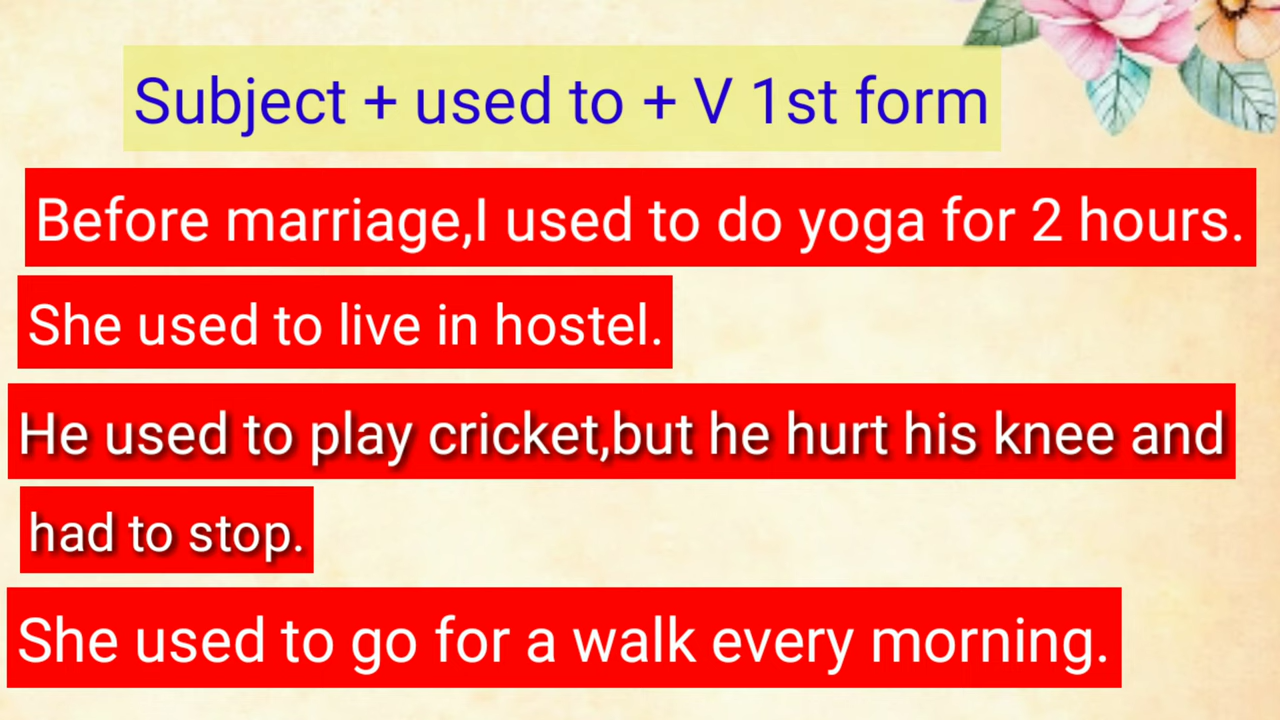 Subject + used to + V 1st form
Before marriage,I used to do yoga for 2 hours.
She used to live in hostel.
He used to play cricket,but he hurt his knee and
had to stop.
She used to go for a walk every morning.